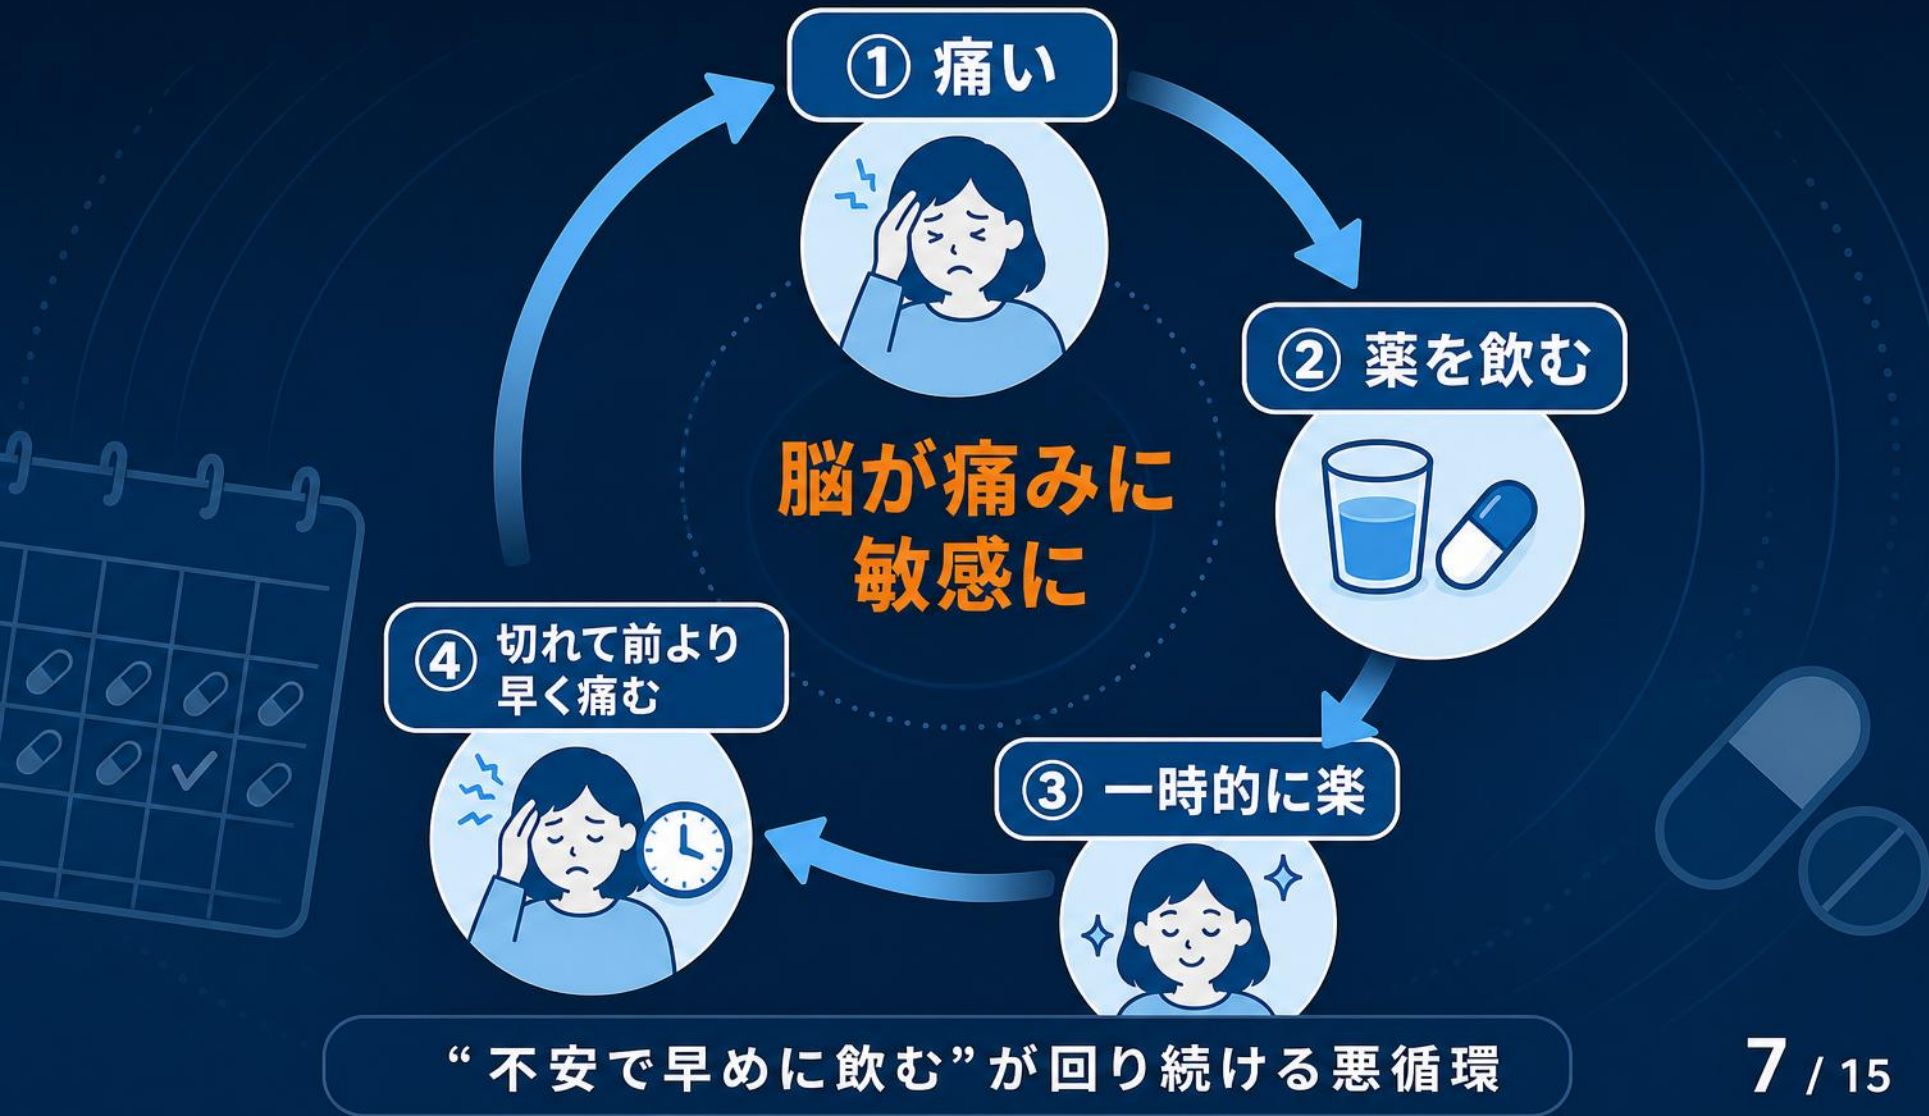 ① 痛い
② 薬を飲む
脳が痛みに
敏感に
④ 切れて前より
早く痛む
③ 一時的に楽
“不安で早めに飲む”が回り続ける悪循環
7 / 15